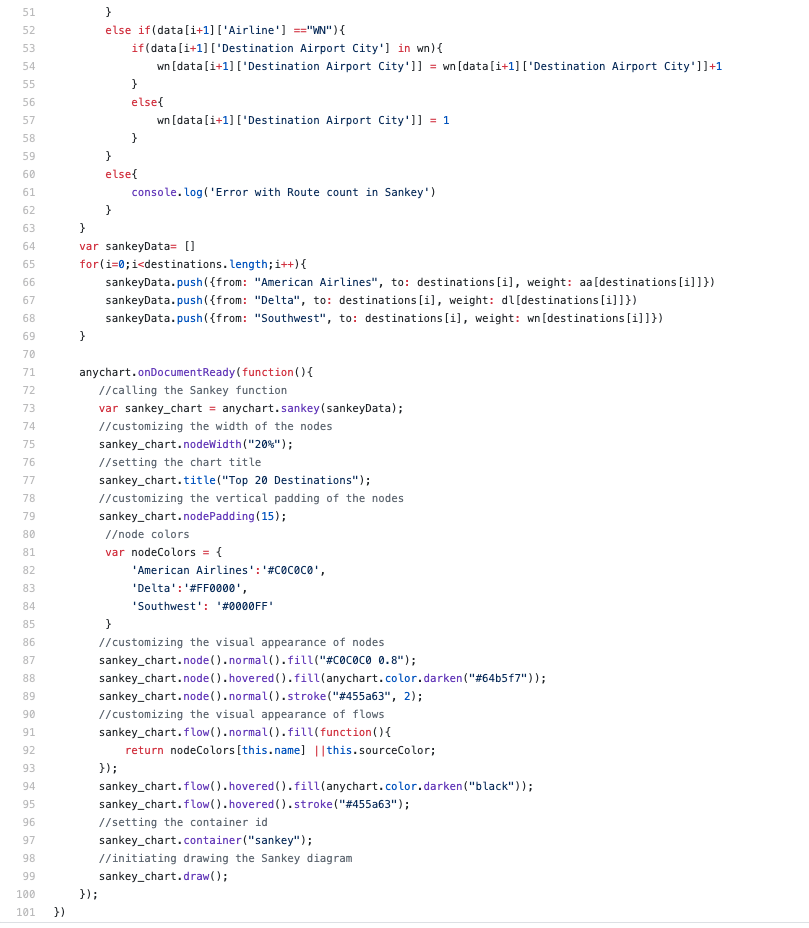 51 }
52 else if(data[i+1]['Airline'] =="WN"){
53 if(data[i+1]['Destination Airport City'] in wn){
54 wn[data[i+1]['Destination Airport City']] = wn[data[i+1]['Destination Airport City']]+1
55 }
56 else{
57 wn[data[i+1]['Destination Airport City']] = 1
58 }
59 }
60 else{
61 console.log('Error with Route count in Sankey')
62 }
63 }
64 var sankeyData= []
65 for(i=0;i<destinations.length;i++){
66 sankeyData.push({from: "American Airlines", to: destinations[i], weight: aa[destinations[i]]})
67 sankeyData.push({from: "Delta", to: destinations[i], weight: dl[destinations[i]]})
68 sankeyData.push({from: "Southwest", to: destinations[i], weight: wn[destinations[i]]})
69 }
70
71 anychart.onDocumentReady(function(){
72 //calling the Sankey function
73 var sankey_chart = anychart.sankey(sankeyData);
74 //customizing the width of the nodes
75 sankey_chart.nodeWidth("20%");
76 //setting the chart title
77 sankey_chart.title("Top 20 Destinations");
78 //customizing the vertical padding of the nodes
79 sankey_chart.nodePadding(15);
80 //node colors
81 var nodeColors = {
82 'American Airlines':'#C0C0C0',
83 'Delta':'#FF0000',
84 'Southwest': '#0000FF'
85 }
86 //customizing the visual appearance of nodes
87 sankey_chart.node().normal().fill("#C0C0C0 0.8");
88 sankey_chart.node().hovered().fill(anychart.color.darken("#64b5f7"));
89 sankey_chart.node().normal().stroke("#455a63", 2);
90 //customizing the visual appearance of flows
91 sankey_chart.flow().normal().fill(function(){
92 return nodeColors[this.name] ||this.sourceColor;
93 });
94 sankey_chart.flow().hovered().fill(anychart.color.darken("black"));
95 sankey_chart.flow().hovered().stroke("#455a63");
96 //setting the container id
97 sankey_chart.container("sankey");
98 //initiating drawing the Sankey diagram
99 sankey_chart.draw();
100 });
101 })